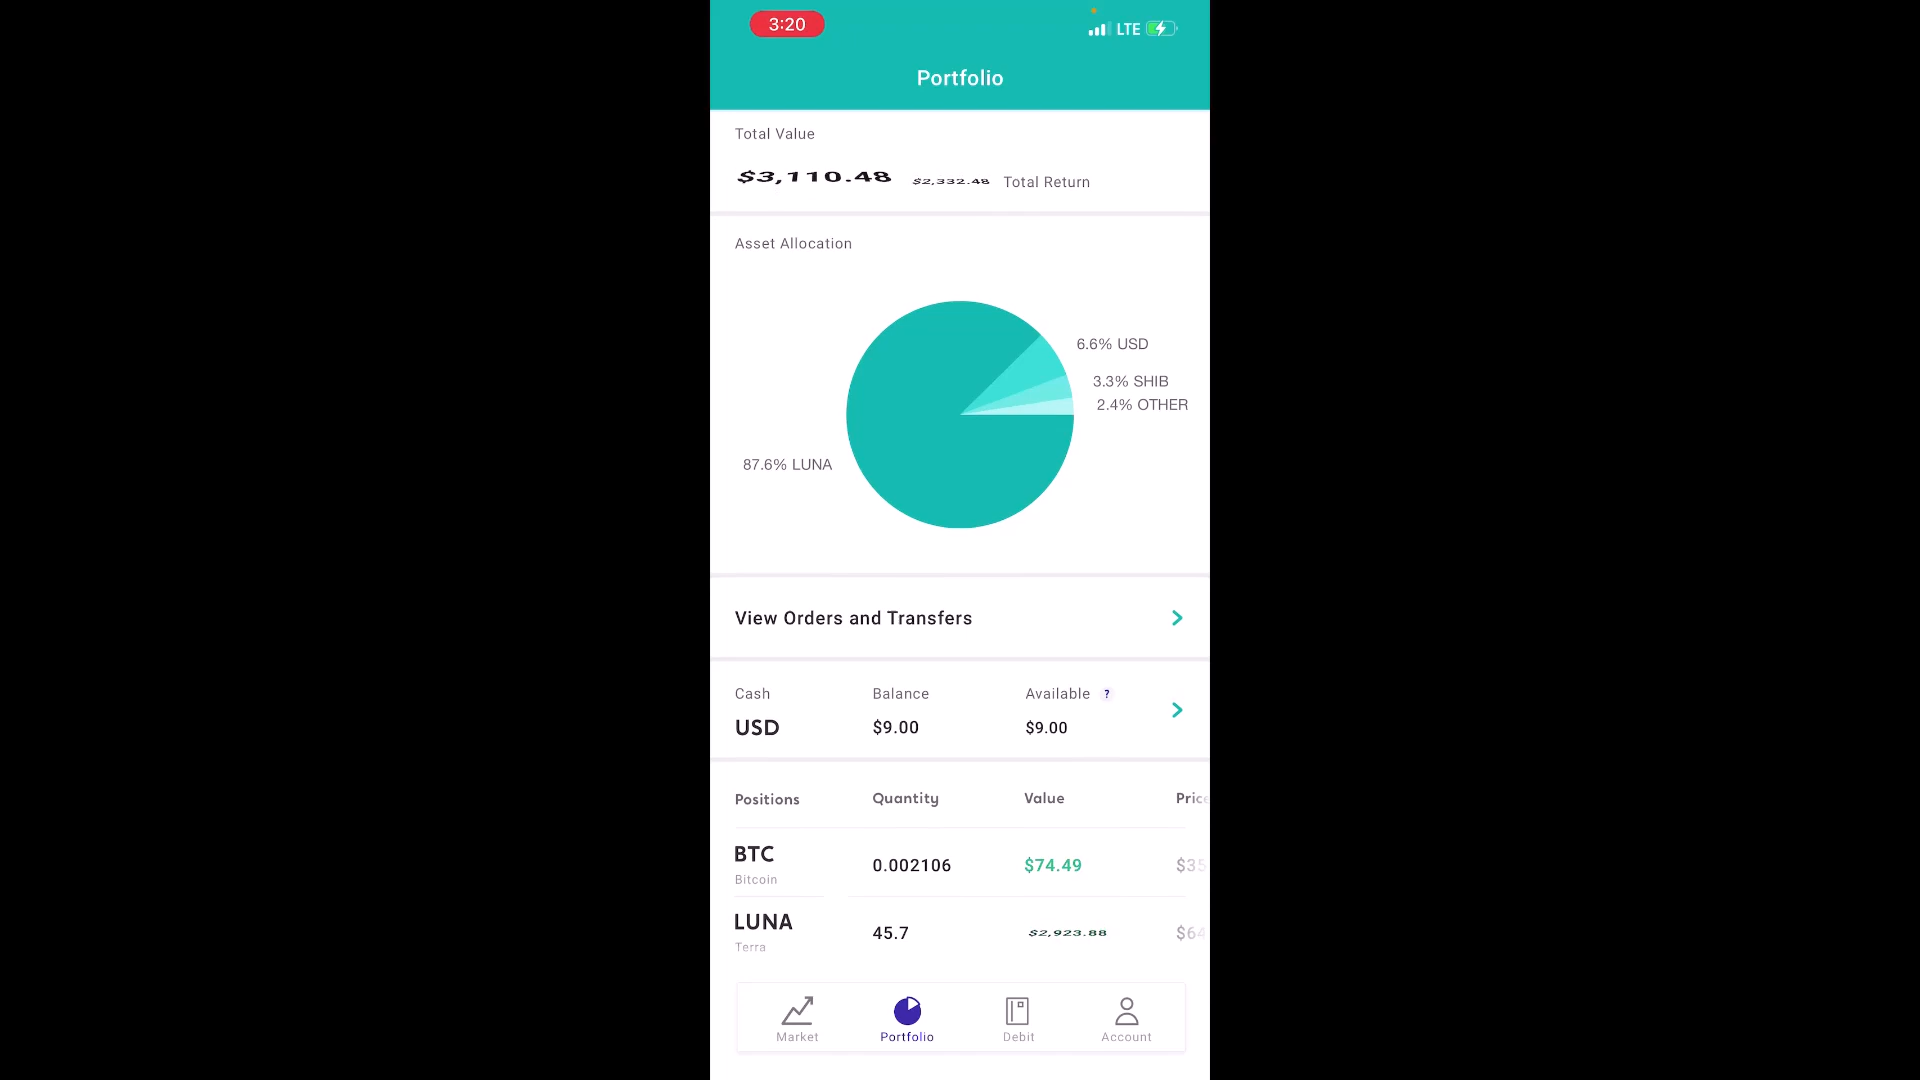 3:20
LTE
Portfolio
Total Value
$3,110.48 $2,332.48 Total Return
Asset Allocation
6.6% USD
3.3% SHIB
2.4% OTHER
87.6% LUNA
View Orders and Transfers
Cash Balance Available ?
USD $9.00 $9.00
Positions Quantity Value Price
BTC 0.002106 $74.49 $35
Bitcoin
LUNA 45.7 $2,923.88 $64
Terra
Market Portfolio Debit Account